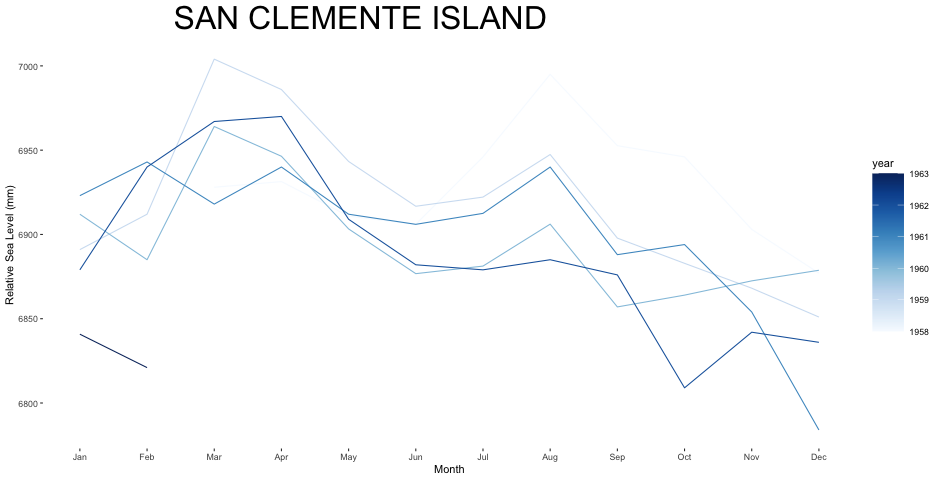 SAN CLEMENTE ISLAND
7000
6950
6900
6850
6800
Relative Sea Level (mm)
Jan Feb Mar Apr May Jun Jul Aug Sep Oct Nov Dec
Month
year
1963
1962
1961
1960
1959
1958